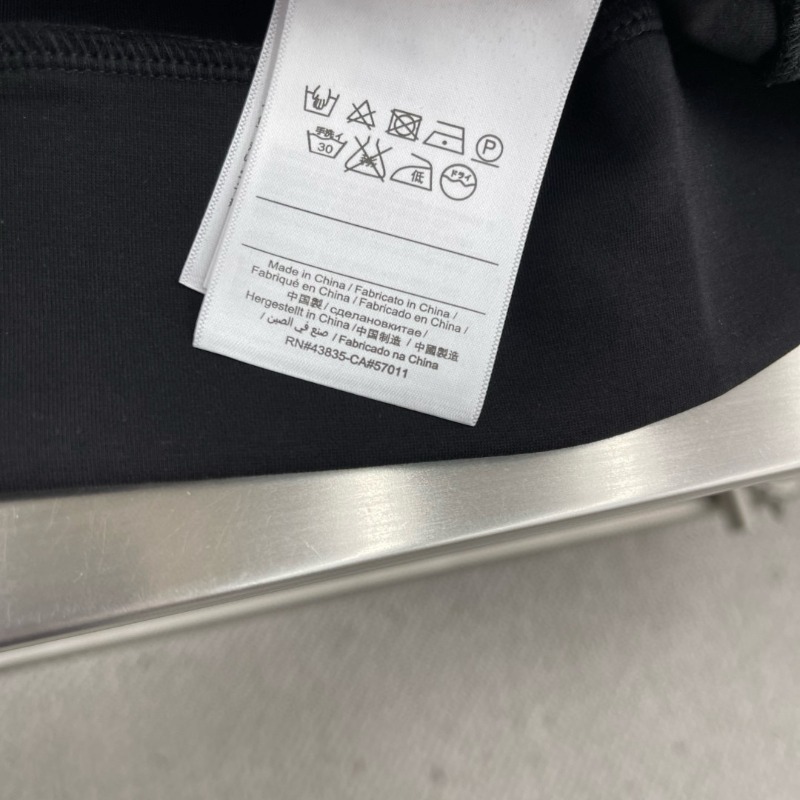 P
手洗イ
30
低
ドライ
Made in China / Fabricato in China /
Fabriqué en China / Fabricado en China /
中国製 / сделановкитае /
Hergestellt in China /中国制造 / 中國製造
/ صنع في الصين / Fabricado na China
RN#43835-CA#57011